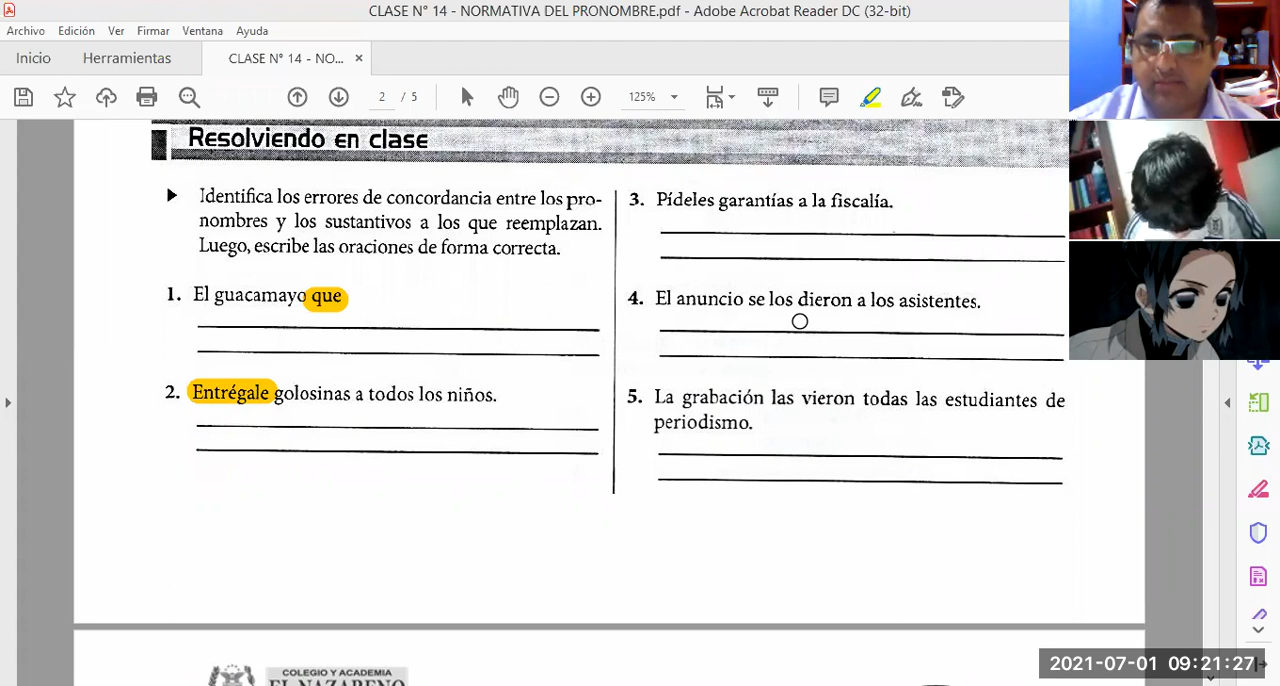 CLASE N° 14 - NORMATIVA DEL PRONOMBRE.pdf - Adobe Acrobat Reader DC (32-bit)
Archivo Edición Ver Firmar Ventana Ayuda
Inicio Herramientas CLASE N° 14 - NO... ×
2 / 5 125%
Resolviendo en clase
Identifica los errores de concordancia entre los pro-
nombres y los sustantivos a los que reemplazan.
Luego, escribe las oraciones de forma correcta.
1. El guacamayo que
2. Entrégale golosinas a todos los niños.
3. Pídeles garantías a la fiscalía.
4. El anuncio se los dieron a los asistentes.
5. La grabación las vieron todas las estudiantes de
periodismo.
COLEGIO Y ACADEMIA
EL NAZARENO
2021-07-01 09:21:27